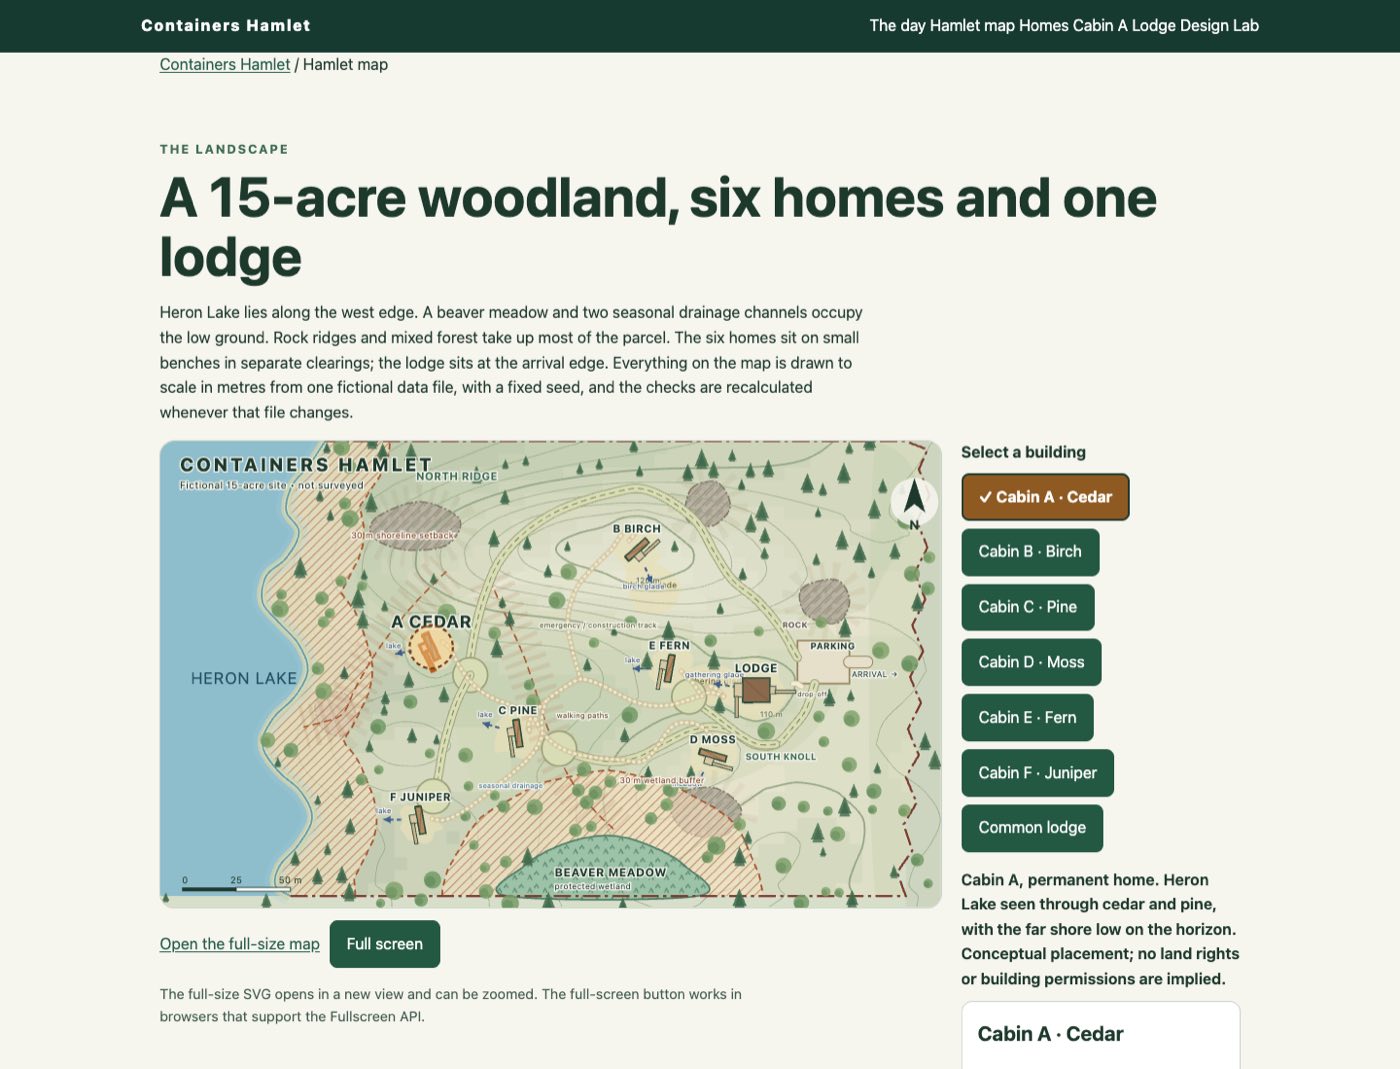 Containers Hamlet
The day Hamlet map Homes Cabin A Lodge Design Lab
Containers Hamlet / Hamlet map
THE LANDSCAPE
A 15-acre woodland, six homes and one
lodge
Heron Lake lies along the west edge. A beaver meadow and two seasonal drainage channels occupy
the low ground. Rock ridges and mixed forest take up most of the parcel. The six homes sit on small
benches in separate clearings; the lodge sits at the arrival edge. Everything on the map is drawn to
scale in metres from one fictional data file, with a fixed seed, and the checks are recalculated
whenever that file changes.
CONTAINERS HAMLET
Fictional 15-acre site · not surveyed
NORTH RIDGE
N
30 m shoreline setback
B BIRCH
birch glade
A CEDAR
emergency / construction track
ROCK
lake
E FERN
PARKING
lake
LODGE
gathering glade
ARRIVAL →
HERON LAKE
drop-off
C PINE
lake
walking paths
110 m
D MOSS
SOUTH KNOLL
30 m wetland buffer
seasonal drainage
F JUNIPER
lake
BEAVER MEADOW
protected wetland
0 25 50 m
Select a building
✓ Cabin A · Cedar
Cabin B · Birch
Cabin C · Pine
Cabin D · Moss
Cabin E · Fern
Cabin F · Juniper
Common lodge
Cabin A, permanent home. Heron
Lake seen through cedar and pine,
with the far shore low on the horizon.
Conceptual placement; no land rights
or building permissions are implied.
Cabin A · Cedar
Open the full-size map
Full screen
The full-size SVG opens in a new view and can be zoomed. The full-screen button works in
browsers that support the Fullscreen API.